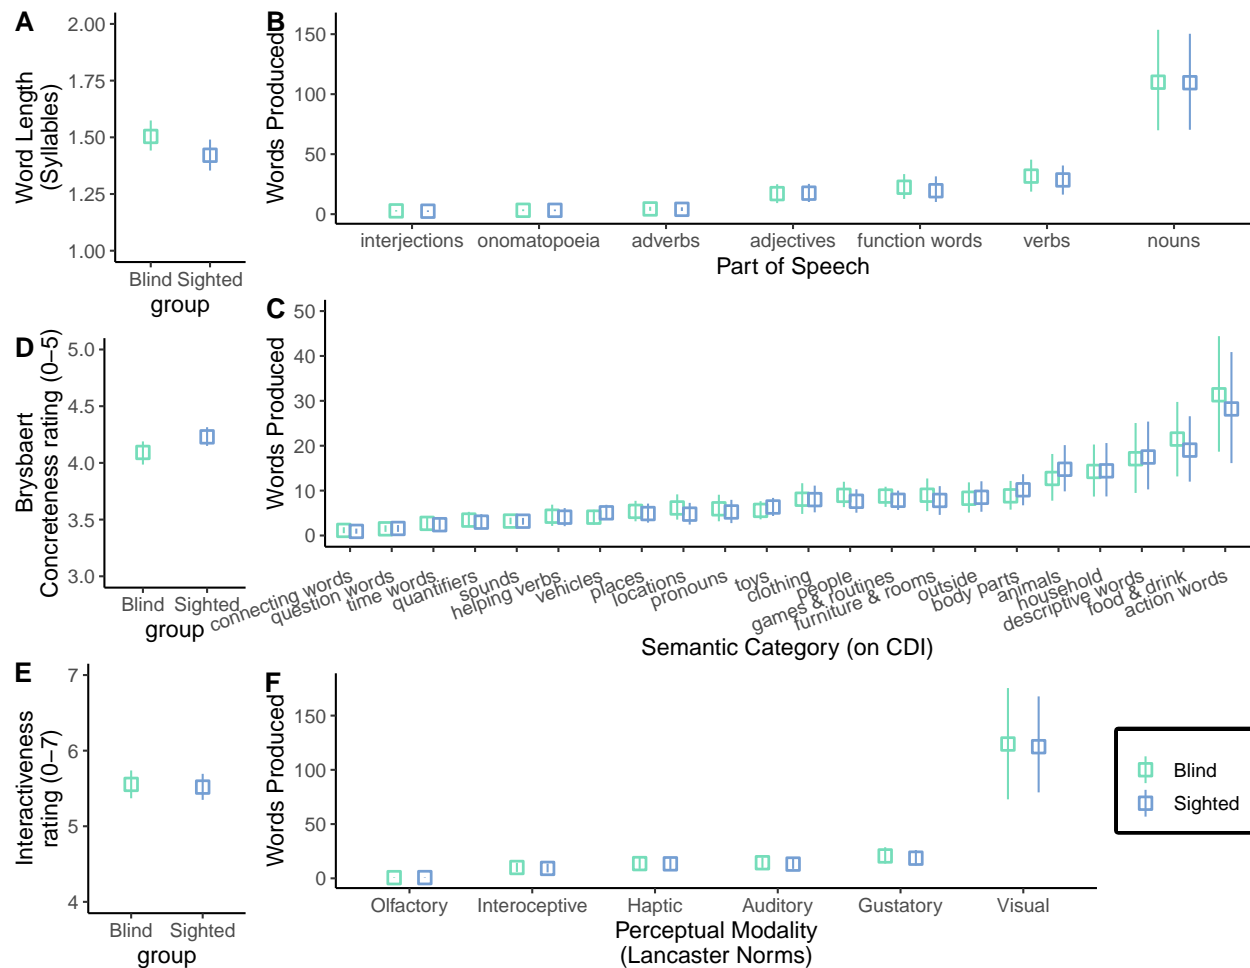 A
Word Length
(Syllables)
2.00
1.75
1.50
1.25
1.00
Blind Sighted
group
B
Words Produced
150
100
50
0
interjections onomatopoeia adverbs adjectives function words verbs nouns
Part of Speech
D
Brysbaert
Concreteness rating (0–5)
5.0
4.5
4.0
3.5
3.0
Blind Sighted
group
C
Words Produced
50
40
30
20
10
0
connecting words
question words
time words
quantifiers
sounds
helping verbs
vehicles
places
locations
pronouns
toys
clothing
people
games & routines
furniture & rooms
outside
body parts
animals
household
descriptive words
food & drink
action words
Semantic Category (on CDI)
E
Interactiveness
rating (0–7)
7
6
5
4
Blind Sighted
group
F
Words Produced
150
100
50
0
Olfactory Interoceptive Haptic Auditory Gustatory Visual
Perceptual Modality
(Lancaster Norms)
Blind
Sighted